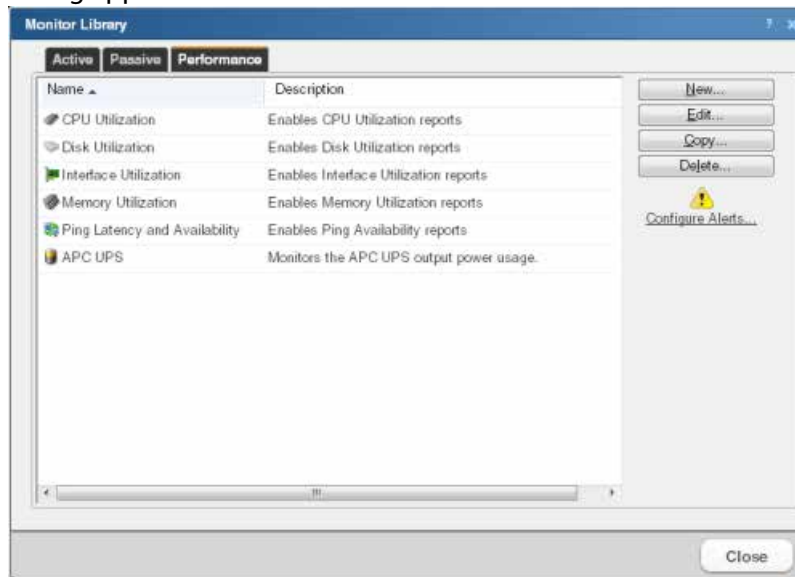 Monitor Library
Active Passive Performance
Name Description
CPU Utilization Enables CPU Utilization reports
Disk Utilization Enables Disk Utilization reports
Interface Utilization Enables Interface Utilization reports
Memory Utilization Enables Memory Utilization reports
Ping Latency and Availability Enables Ping Availability reports
APC UPS Monitors the APC UPS output power usage.
New...
Edit...
Copy...
Delete...
Configure Alerts...
Close